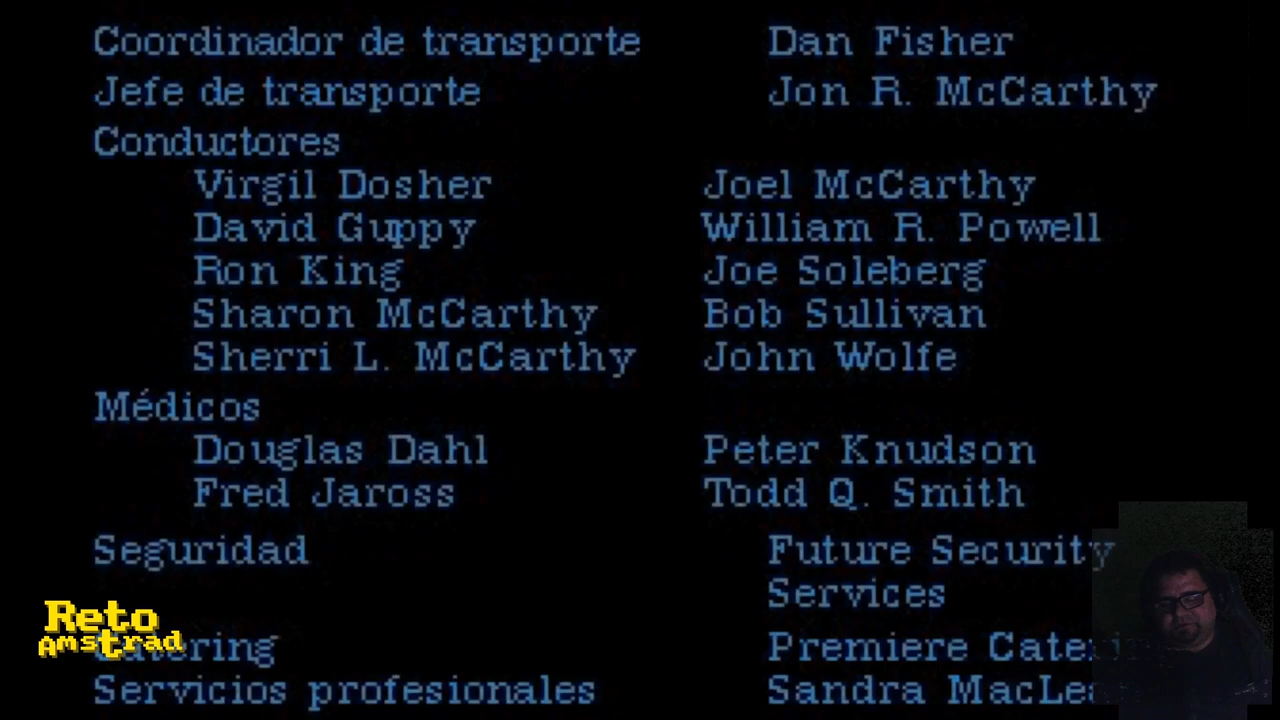 Coordinador de transporte Dan Fisher
Jefe de transporte Jon R. McCarthy
Conductores
Virgil Dosher Joel McCarthy
David Guppy William R. Powell
Ron King Joe Soleberg
Sharon McCarthy Bob Sullivan
Sherri L. McCarthy John Wolfe
Médicos
Douglas Dahl Peter Knudson
Fred Jaross Todd Q. Smith
Seguridad Future Security
Services
Reto
Amstrad
Premiere
Servicios profesionales Sandra